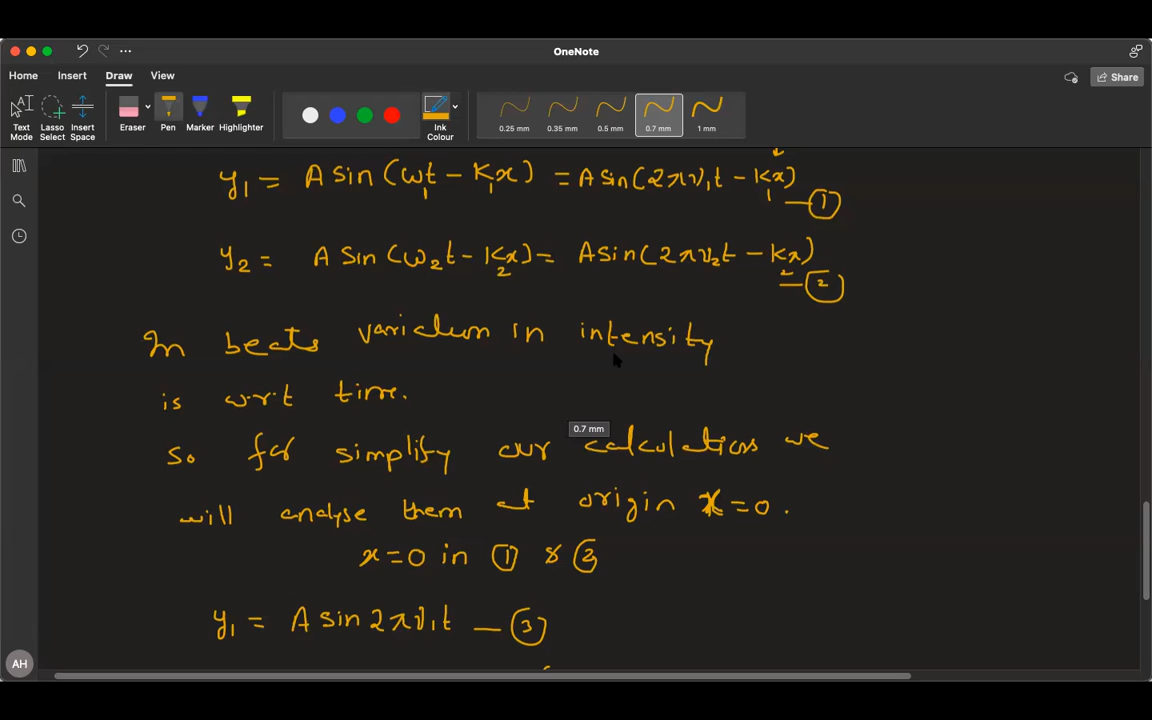 OneNote
Home Insert Draw View
Share
Text Mode
Lasso Select
Insert Space
Eraser
Pen
Marker
Highlighter
Ink Colour
0.25 mm
0.35 mm
0.5 mm
0.7 mm
1 mm
y₁ = A sin (ω₁t − K₁x) = A sin(2πν₁t − K₁x) — ①
y₂ = A sin (ω₂t − K₂x) = A sin(2πν₂t − K₂x) — ②
In beats variation in intensity
is w.r.t time.
0.7 mm
So for simplify our calculations we
will analyse them at origin x = 0.
x = 0 in ① & ②
y₁ = A sin 2πν₁t — ③
AH